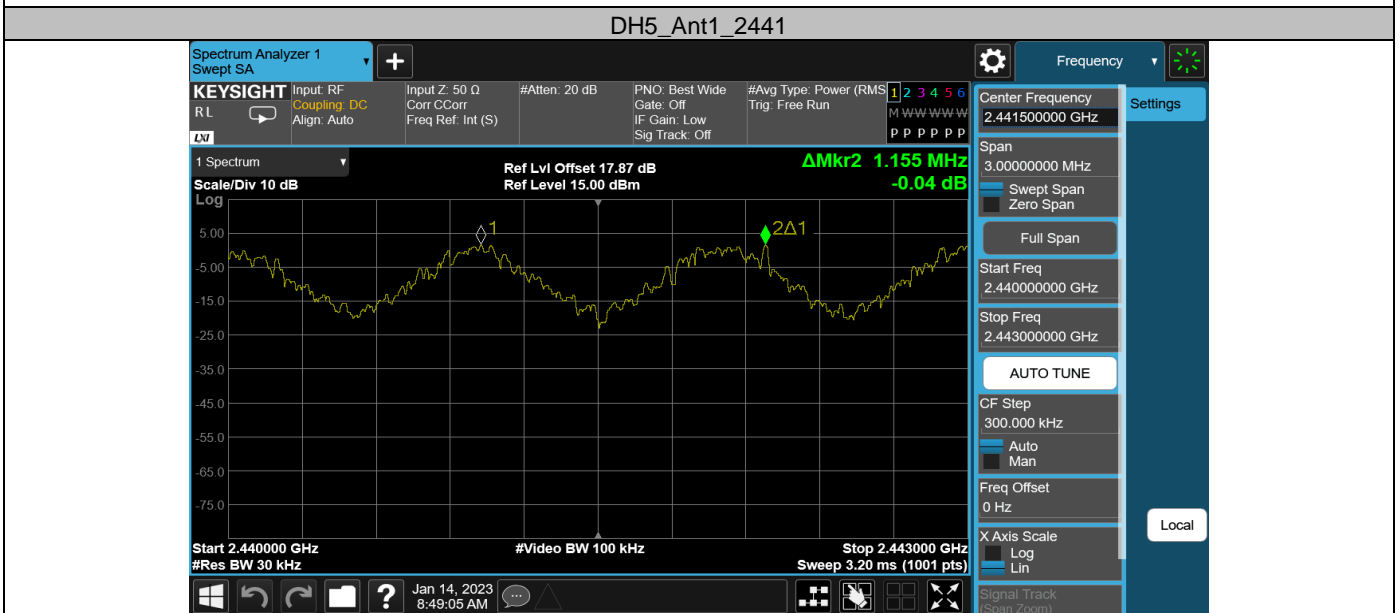 DH5_Ant1_2441
Spectrum Analyzer 1
Swept SA
Frequency
KEYSIGHT
RL
LXI
Input: RF
Coupling: DC
Align: Auto
Input Z: 50 Ω
Corr CCorr
Freq Ref: Int (S)
#Atten: 20 dB
PNO: Best Wide
Gate: Off
IF Gain: Low
Sig Track: Off
#Avg Type: Power (RMS
Trig: Free Run
1 2 3 4 5 6
M W W W W W
P P P P P P
1 Spectrum
Scale/Div 10 dB
Log
Ref Lvl Offset 17.87 dB
Ref Level 15.00 dBm
ΔMkr2 1.155 MHz
-0.04 dB
1
2Δ1
5.00
-5.00
-15.0
-25.0
-35.0
-45.0
-55.0
-65.0
-75.0
Start 2.440000 GHz
#Res BW 30 kHz
#Video BW 100 kHz
Stop 2.443000 GHz
Sweep 3.20 ms (1001 pts)
Jan 14, 2023
8:49:05 AM
Center Frequency
2.441500000 GHz
Span
3.00000000 MHz
Swept Span
Zero Span
Full Span
Start Freq
2.440000000 GHz
Stop Freq
2.443000000 GHz
AUTO TUNE
CF Step
300.000 kHz
Auto
Man
Freq Offset
0 Hz
X Axis Scale
Log
Lin
Signal Track
(Span Zoom)
Settings
Local